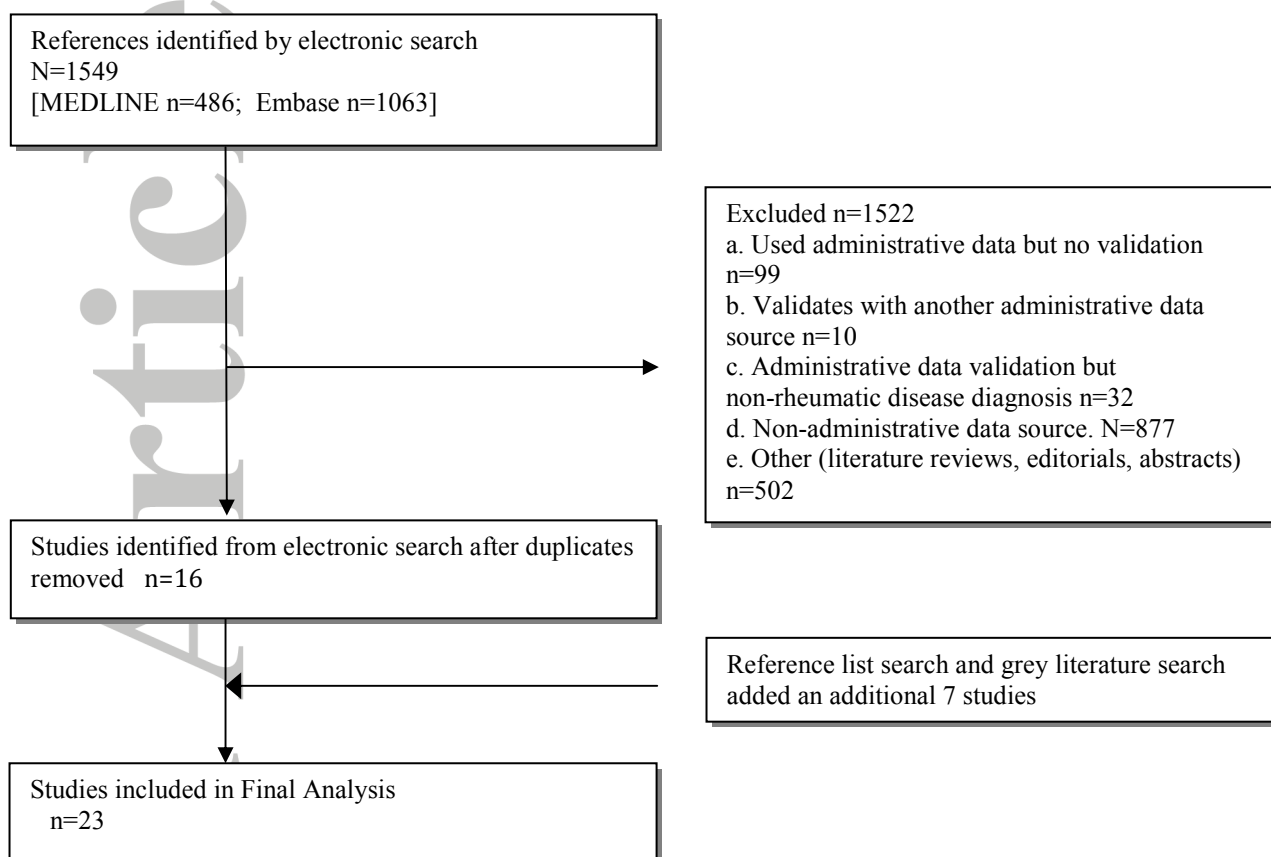 References identified by electronic search
N=1549
[MEDLINE n=486; Embase n=1063]
Excluded n=1522
a. Used administrative data but no validation
n=99
b. Validates with another administrative data
source n=10
c. Administrative data validation but
non-rheumatic disease diagnosis n=32
d. Non-administrative data source. N=877
e. Other (literature reviews, editorials, abstracts)
n=502
Studies identified from electronic search after duplicates
removed n=16
Reference list search and grey literature search
added an additional 7 studies
Studies included in Final Analysis
n=23
Artic